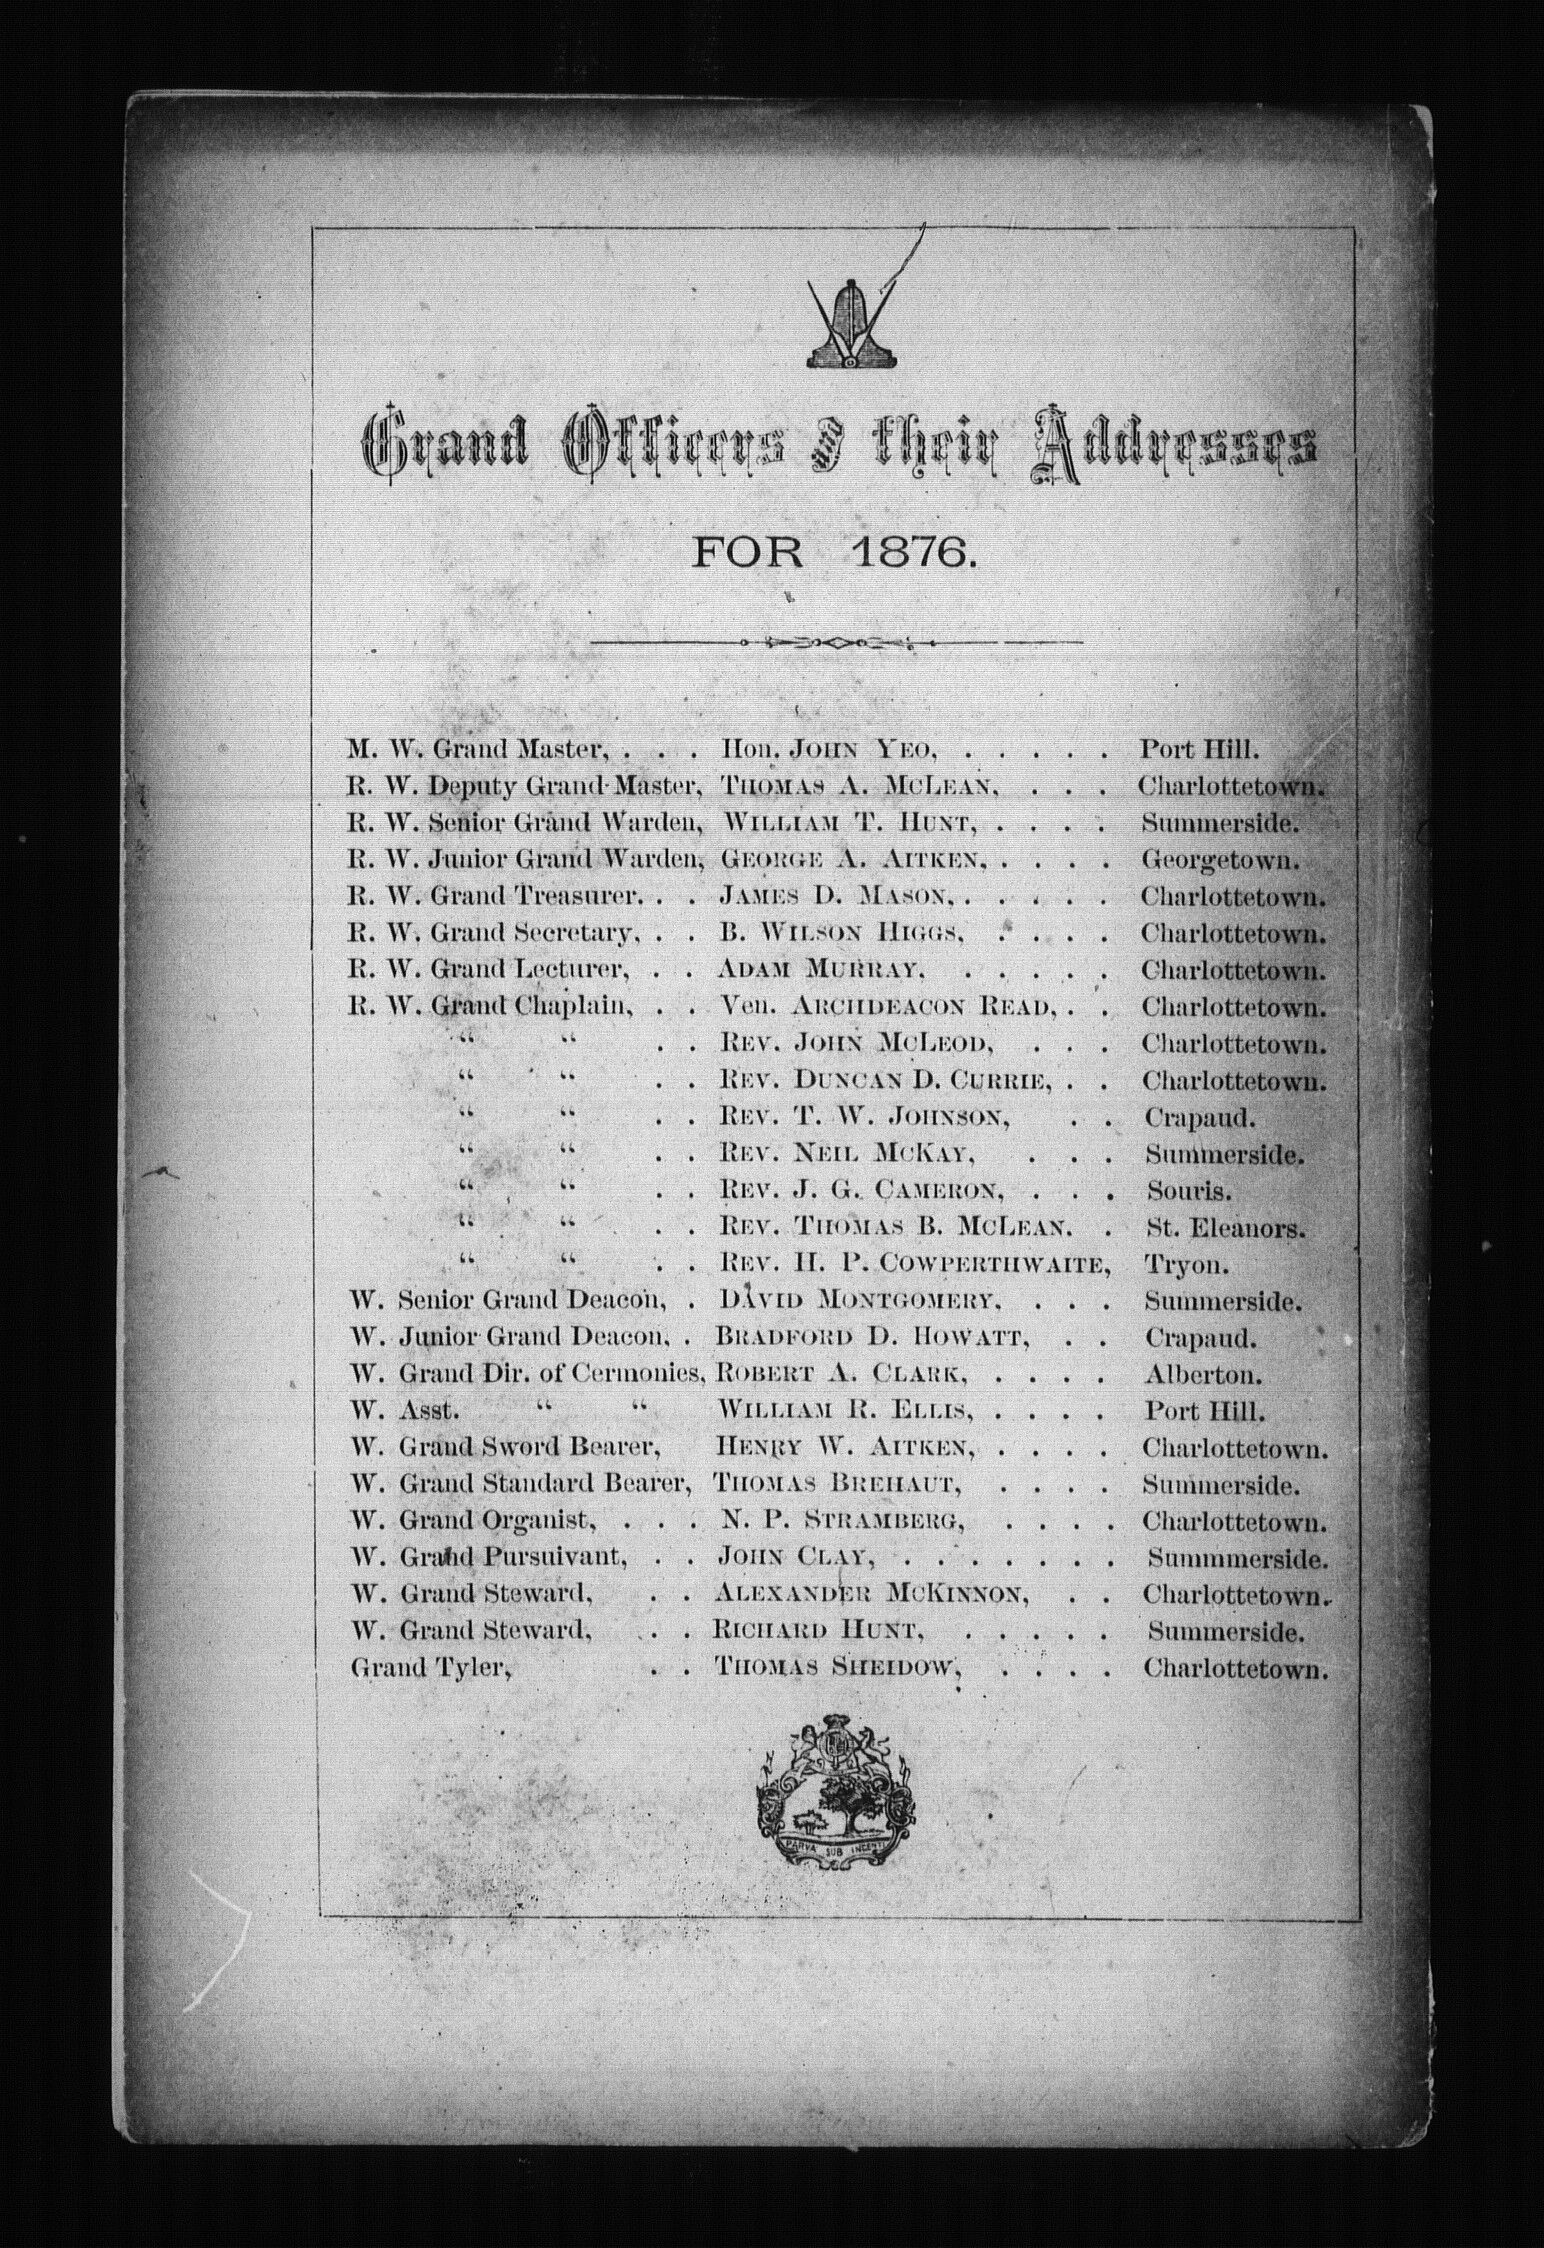 Grand Officers and their Addresses
FOR 1876.
M. W. Grand Master, . . . Hon. JOHN YEO, . . . . . Port Hill.
R. W. Deputy Grand Master, THOMAS A. MCLEAN, . . . Charlottetown.
R. W. Senior Grand Warden, WILLIAM T. HUNT, . . . . Summerside.
R. W. Junior Grand Warden, GEORGE A. AITKEN, . . . . Georgetown.
R. W. Grand Treasurer. . . JAMES D. MASON, . . . . . Charlottetown.
R. W. Grand Secretary, . . B. WILSON HIGGS, . . . . Charlottetown.
R. W. Grand Lecturer, . . ADAM MURRAY, . . . . . Charlottetown.
R. W. Grand Chaplain, . . Ven. ARCHDEACON READ, . . Charlottetown.
“ “ . . REV. JOHN MCLEOD, . . . Charlottetown.
“ “ . . REV. DUNCAN D. CURRIE, . . Charlottetown.
“ “ . . REV. T. W. JOHNSON, . . Crapaud.
“ “ . . REV. NEIL MCKAY, . . . Summerside.
“ “ . . REV. J. G. CAMERON, . . . Souris.
“ “ . . REV. THOMAS B. MCLEAN. . St. Eleanors.
“ “ . . REV. H. P. COWPERTHWAITE, Tryon.
W. Senior Grand Deacon, . DAVID MONTGOMERY, . . . Summerside.
W. Junior Grand Deacon, . BRADFORD D. HOWATT, . . Crapaud.
W. Grand Dir. of Cermonies, ROBERT A. CLARK, . . . . Alberton.
W. Asst. “ “ WILLIAM R. ELLIS, . . . . Port Hill.
W. Grand Sword Bearer, HENRY W. AITKEN, . . . . Charlottetown.
W. Grand Standard Bearer, THOMAS BREHAUT, . . . . Summerside.
W. Grand Organist, . . . N. P. STRAMBERG, . . . . Charlottetown.
W. Grand Pursuivant, . . JOHN CLAY, . . . . . . . Summmerside.
W. Grand Steward, . . ALEXANDER MCKINNON, . . Charlottetown.
W. Grand Steward, . . RICHARD HUNT, . . . . . Summerside.
Grand Tyler, . . THOMAS SHEIDOW, . . . . Charlottetown.
PARVA SUB INGENTI